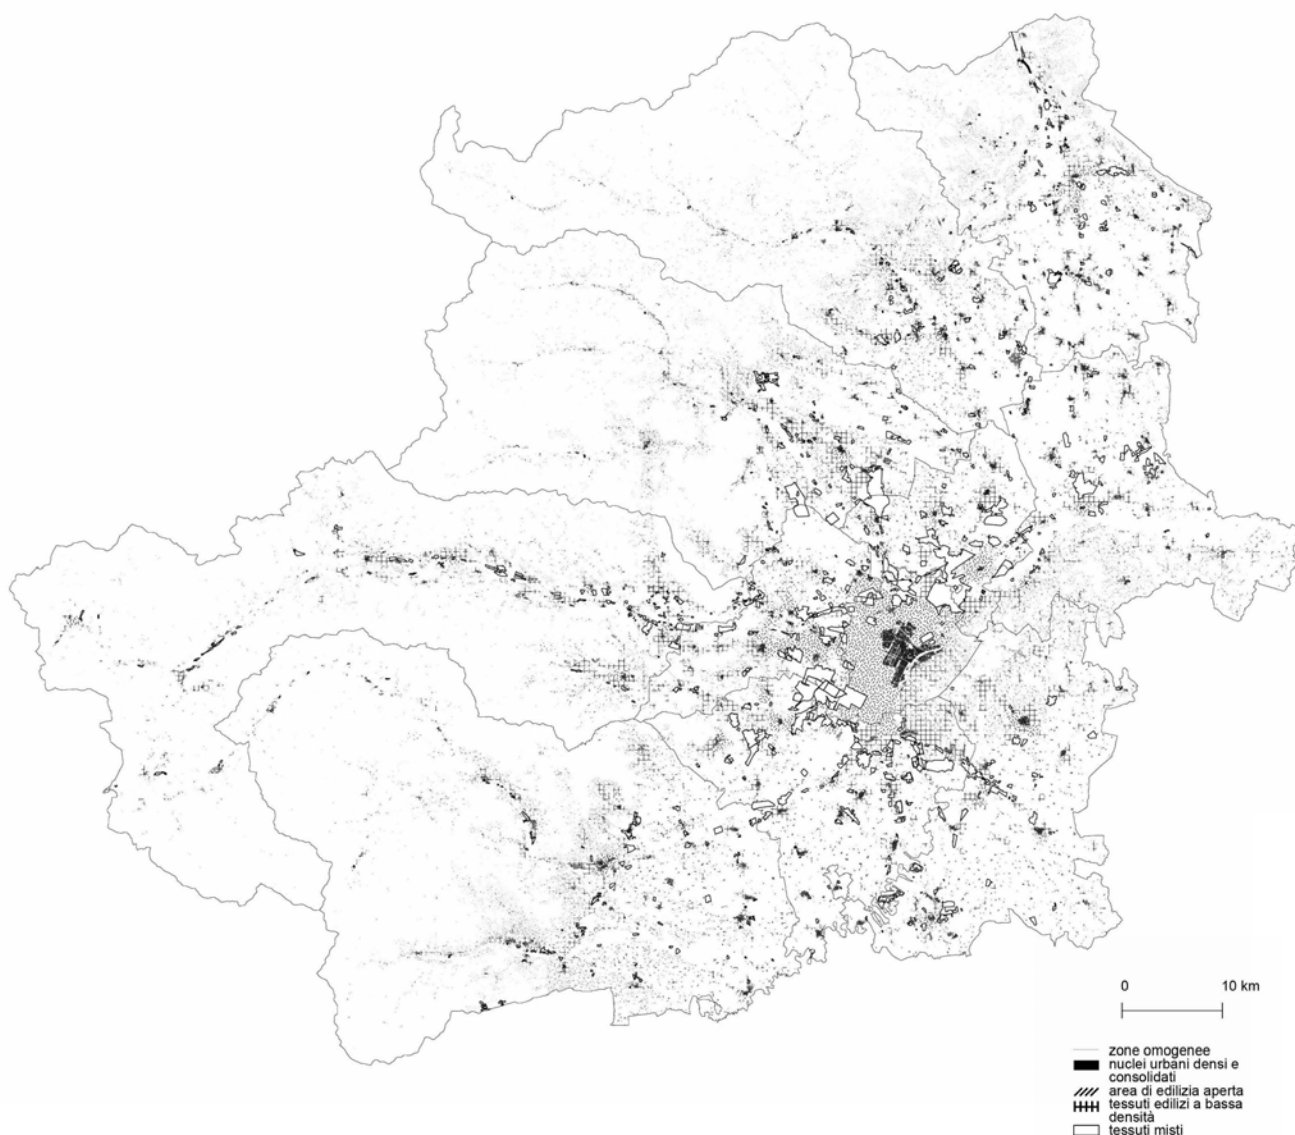 0 10 km
zone omogenee
nuclei urbani densi e
consolidati
area di edilizia aperta
tessuti edilizi a bassa
densità
tessuti misti